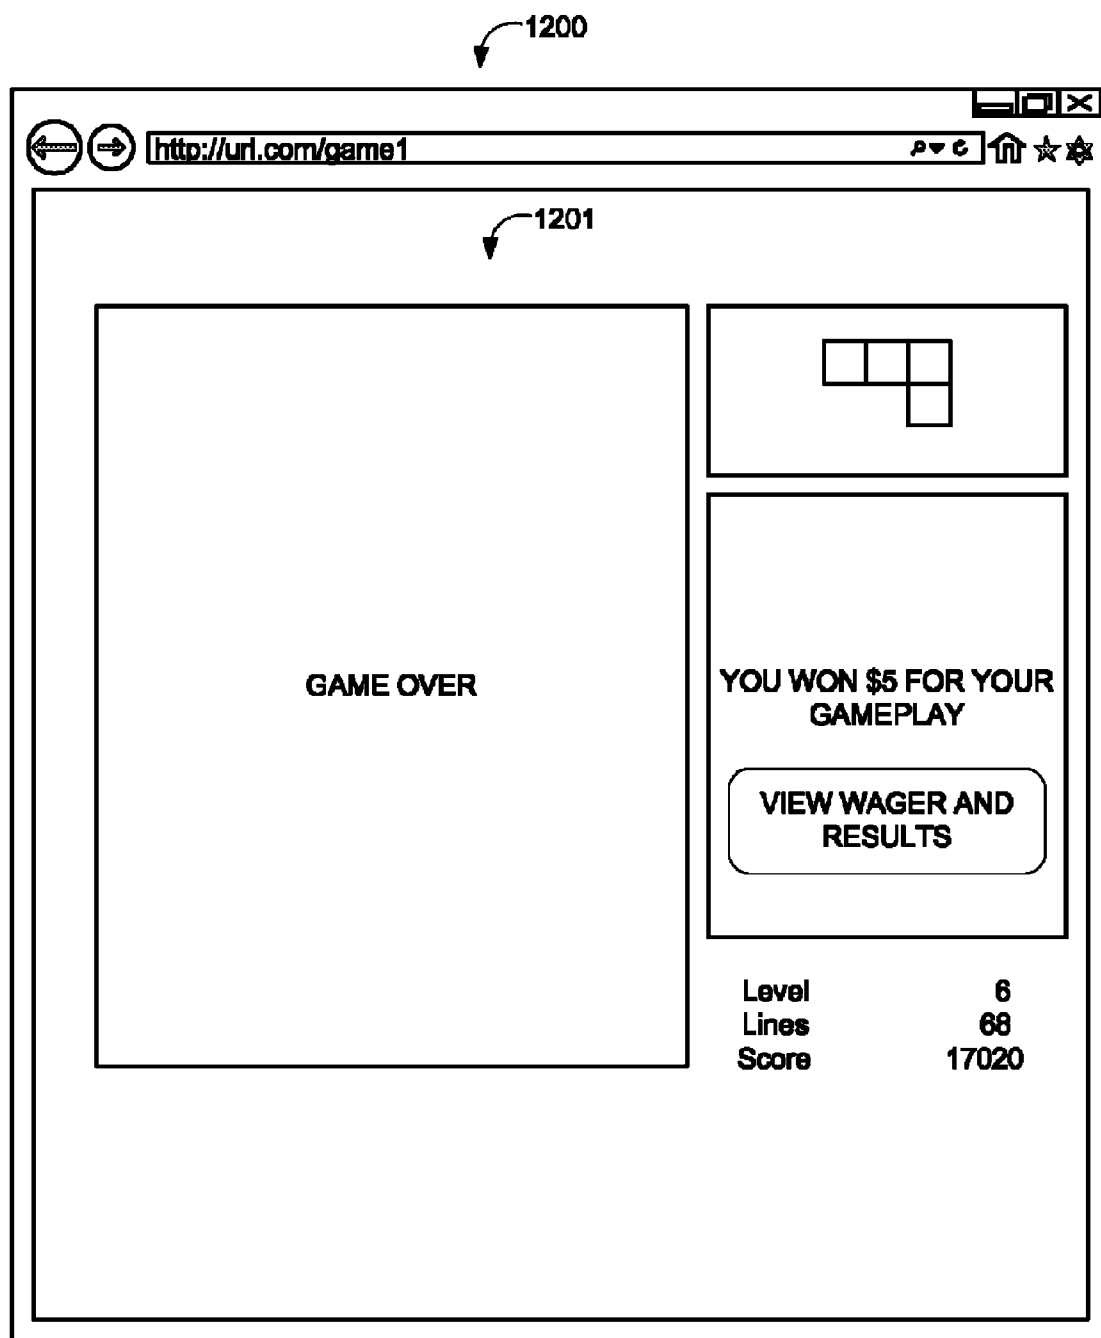 1200
http://url.com/game1
1201
GAME OVER
YOU WON $5 FOR YOUR
GAMEPLAY
VIEW WAGER AND
RESULTS
Level 6
Lines 68
Score 17020